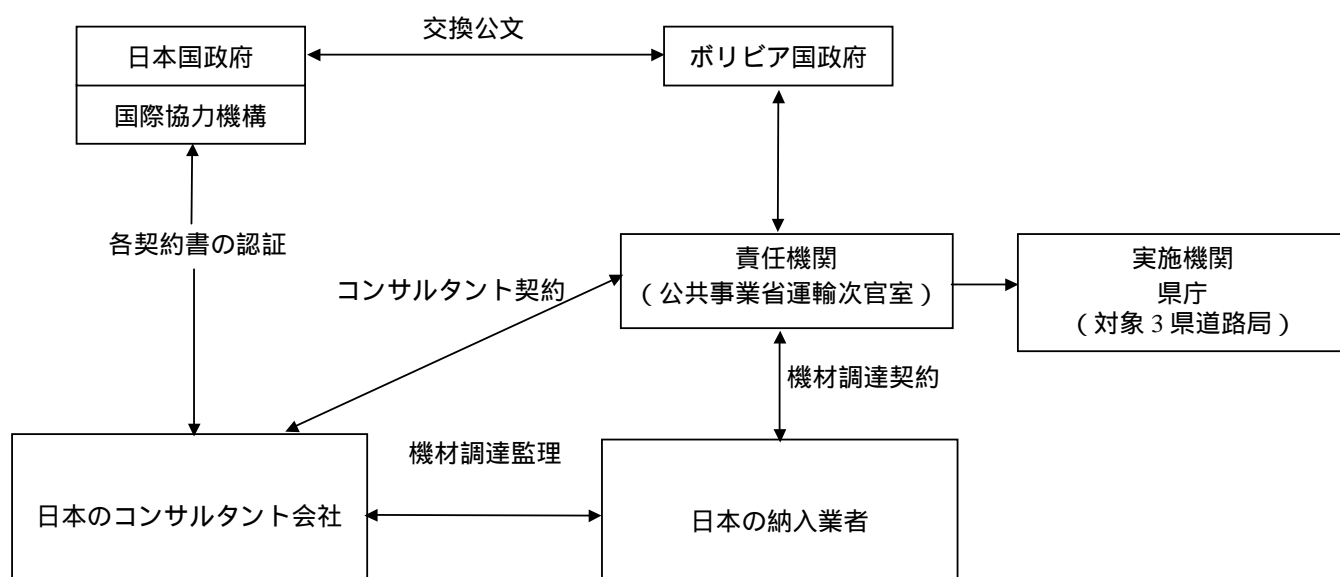 交換公文
日本国政府
ボリビア国政府
国際協力機構
各契約書の認証
コンサルタント契約
責任機関
（公共事業省運輸次官室）
実施機関
県庁
（対象3県道路局）
機材調達契約
機材調達監理
日本のコンサルタント会社
日本の納入業者